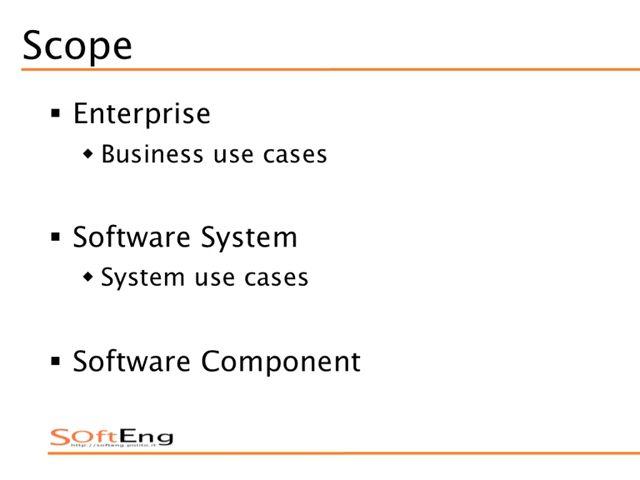 Scope
Enterprise
Business use cases
Software System
System use cases
Software Component
SOftEng
http://softeng.polito.it